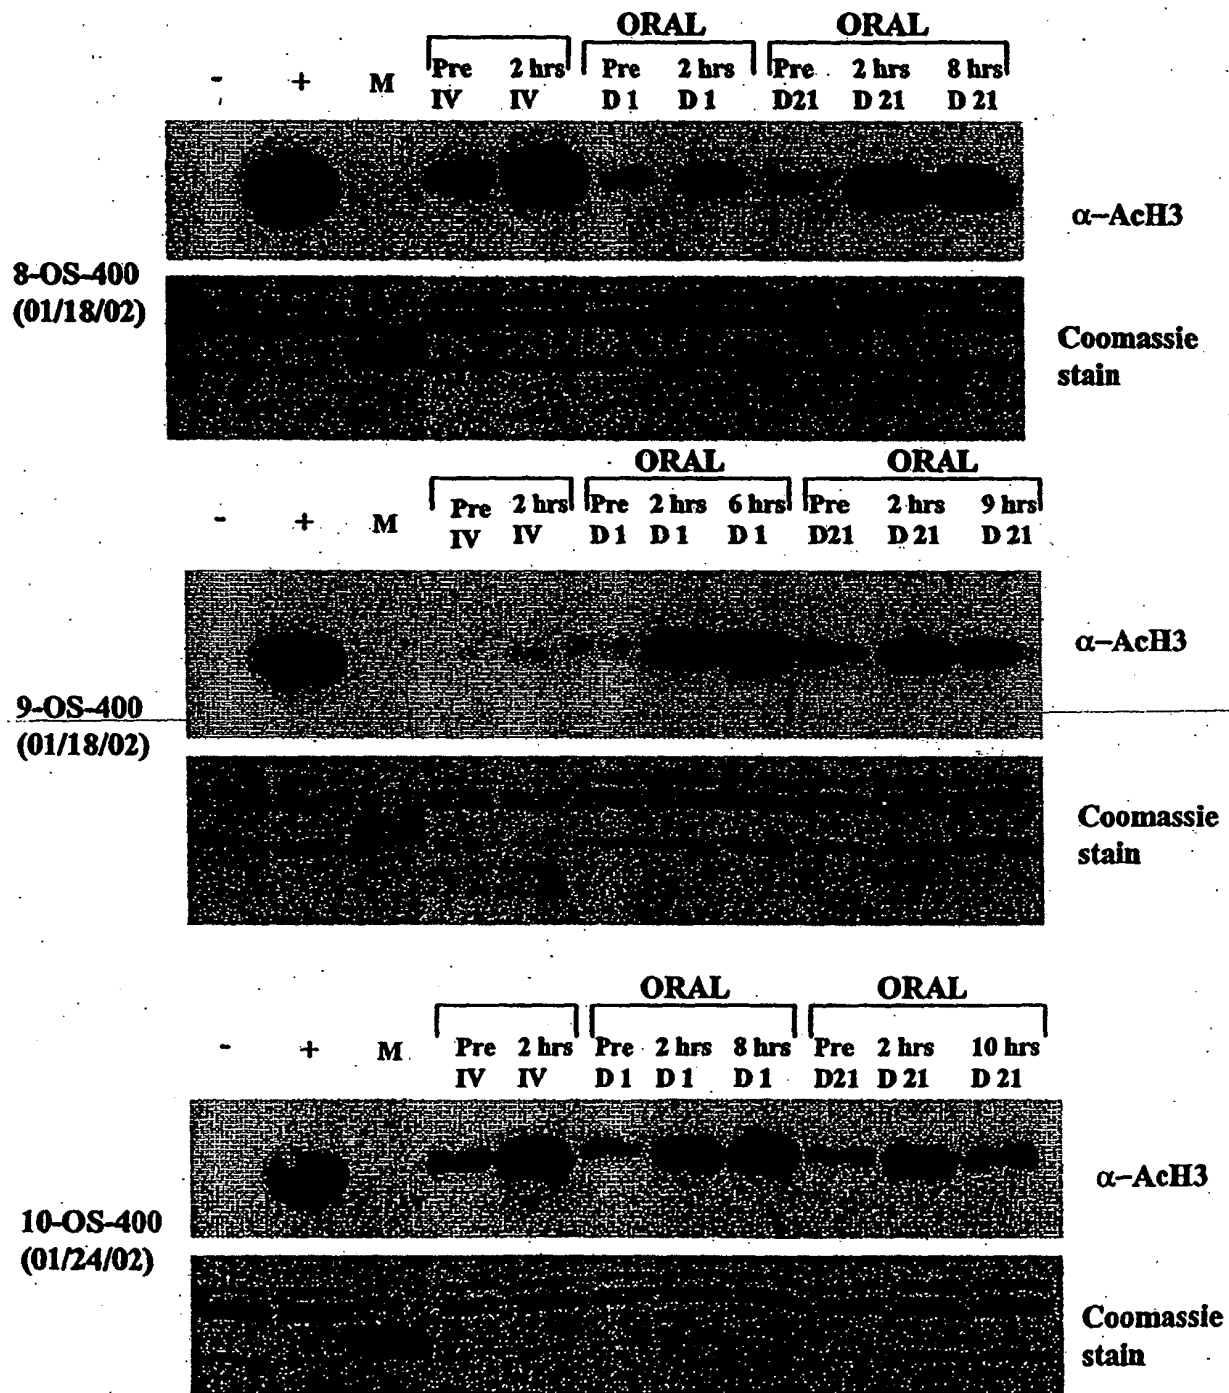 ORAL ORAL
- + M Pre 2 hrs Pre 2 hrs Pre 2 hrs 8 hrs
IV IV D 1 D 1 D21 D 21 D 21
α-AcH3
8-OS-400
(01/18/02)
Coomassie
stain
ORAL ORAL
- + M Pre 2 hrs Pre 2 hrs 6 hrs Pre 2 hrs 9 hrs
IV IV D 1 D 1 D 1 D21 D 21 D 21
α-AcH3
9-OS-400
(01/18/02)
Coomassie
stain
ORAL ORAL
- + M Pre 2 hrs Pre 2 hrs 8 hrs Pre 2 hrs 10 hrs
IV IV D 1 D 1 D 1 D21 D 21 D 21
α-AcH3
10-OS-400
(01/24/02)
Coomassie
stain